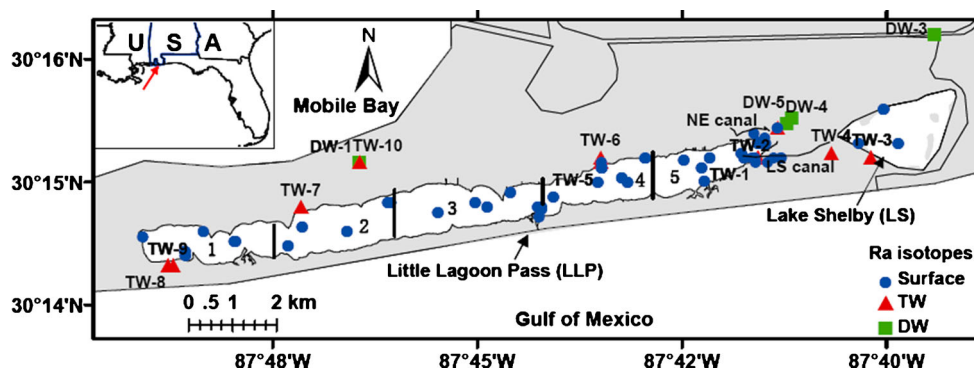 U S A
N
Mobile Bay
DW-3
30°16'N
DW-5 DW-4
NE canal
TW-6
DW-1 TW-10
TW-2
TW-4
TW-3
30°15'N
TW-7
TW-5
4
5
TW-1
LS canal
3
2
Lake Shelby (LS)
TW-9
1
TW-8
Little Lagoon Pass (LLP)
Ra isotopes
Surface
TW
DW
0 .5 1 2 km
30°14'N
Gulf of Mexico
87°48'W 87°45'W 87°42'W 87°40'W